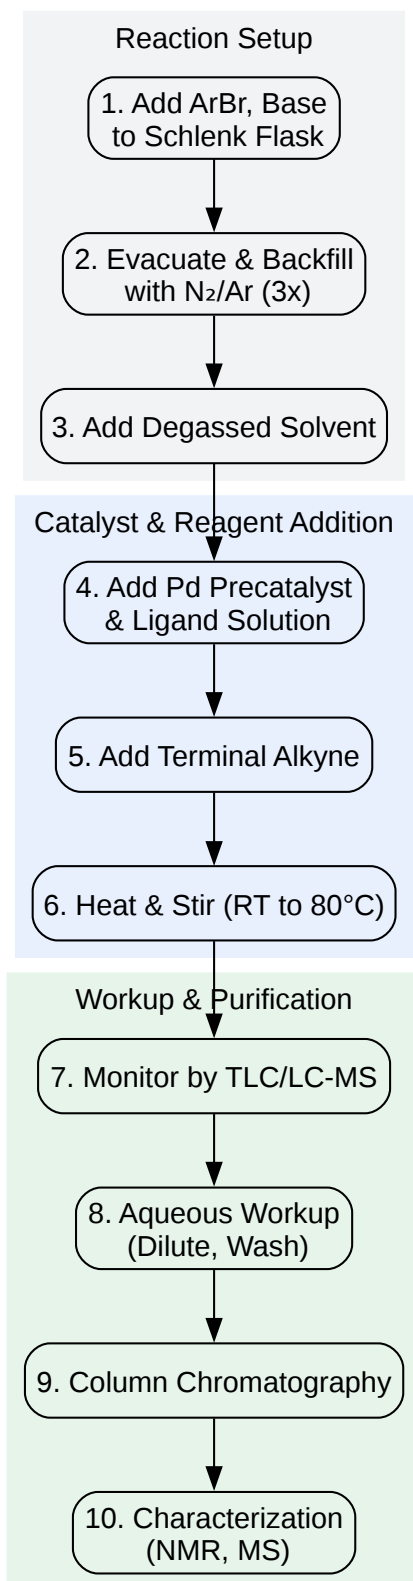 Reaction Setup
1. Add ArBr, Base
to Schlenk Flask
2. Evacuate & Backfill
with N₂/Ar (3x)
3. Add Degassed Solvent
Catalyst & Reagent Addition
4. Add Pd Precatalyst
& Ligand Solution
5. Add Terminal Alkyne
6. Heat & Stir (RT to 80°C)
Workup & Purification
7. Monitor by TLC/LC-MS
8. Aqueous Workup
(Dilute, Wash)
9. Column Chromatography
10. Characterization
(NMR, MS)